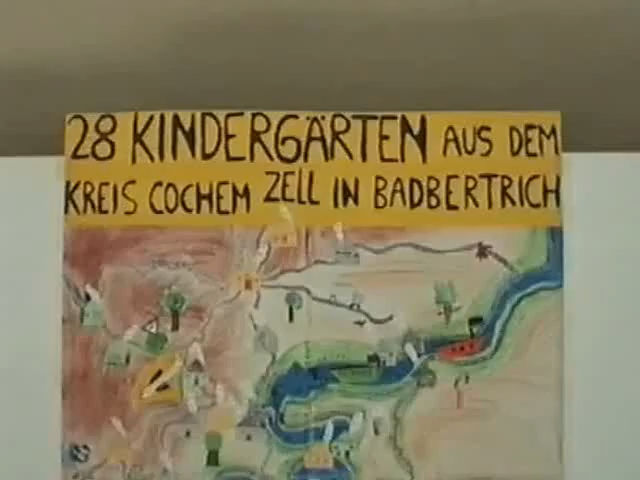 28 KINDERGÄRTEN AUS DEM
KREIS COCHEM ZELL IN BADBERTRICH